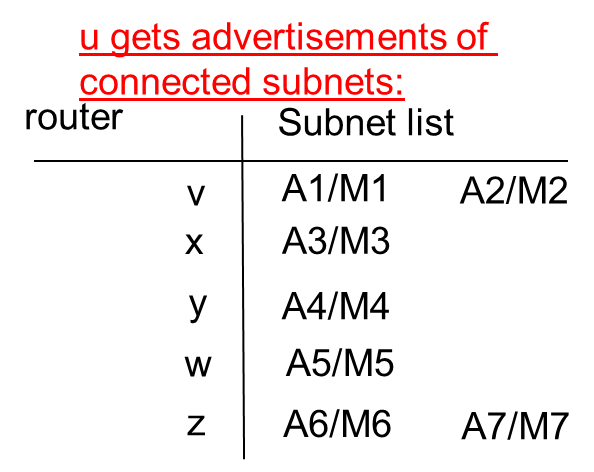 u gets advertisements of
connected subnets:
router Subnet list
v A1/M1 A2/M2
x A3/M3
y A4/M4
w A5/M5
z A6/M6 A7/M7